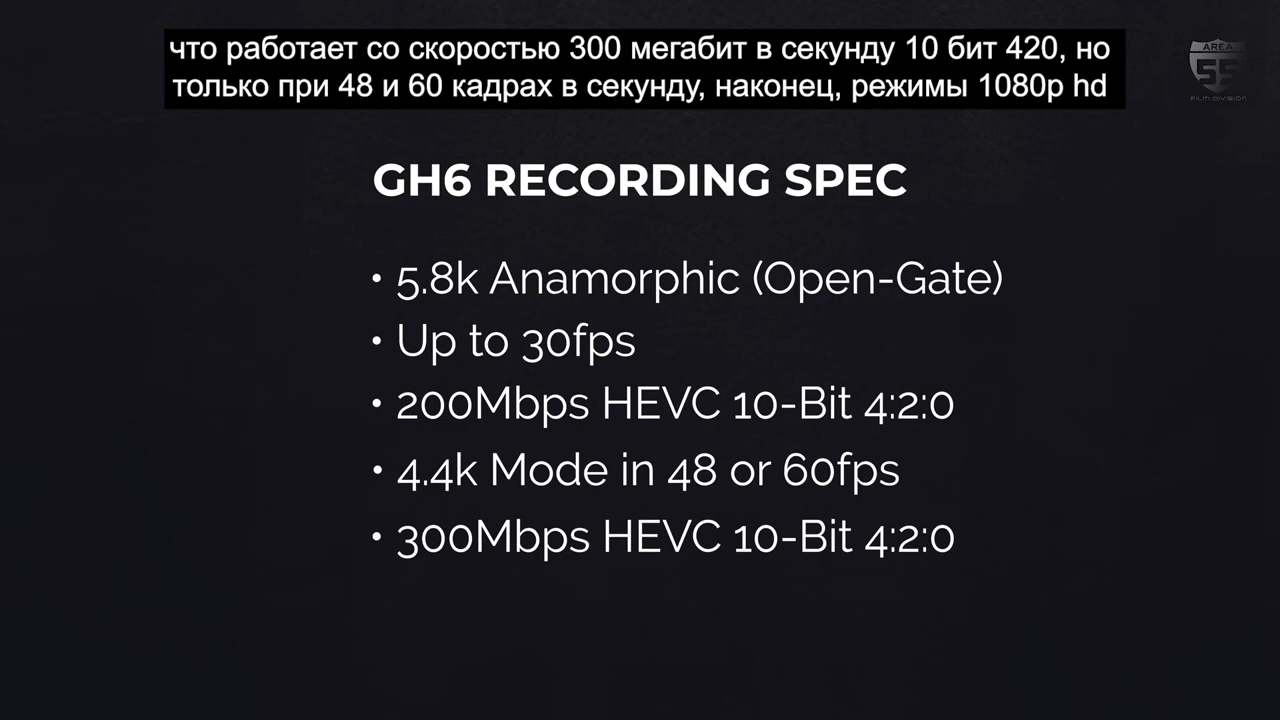 что работает со скоростью 300 мегабит в секунду 10 бит 420, но
только при 48 и 60 кадрах в секунду, наконец, режимы 1080p hd
AREA
55
FILM DIVISION
GH6 RECORDING SPEC
• 5.8k Anamorphic (Open-Gate)
• Up to 30fps
• 200Mbps HEVC 10-Bit 4:2:0
• 4.4k Mode in 48 or 60fps
• 300Mbps HEVC 10-Bit 4:2:0